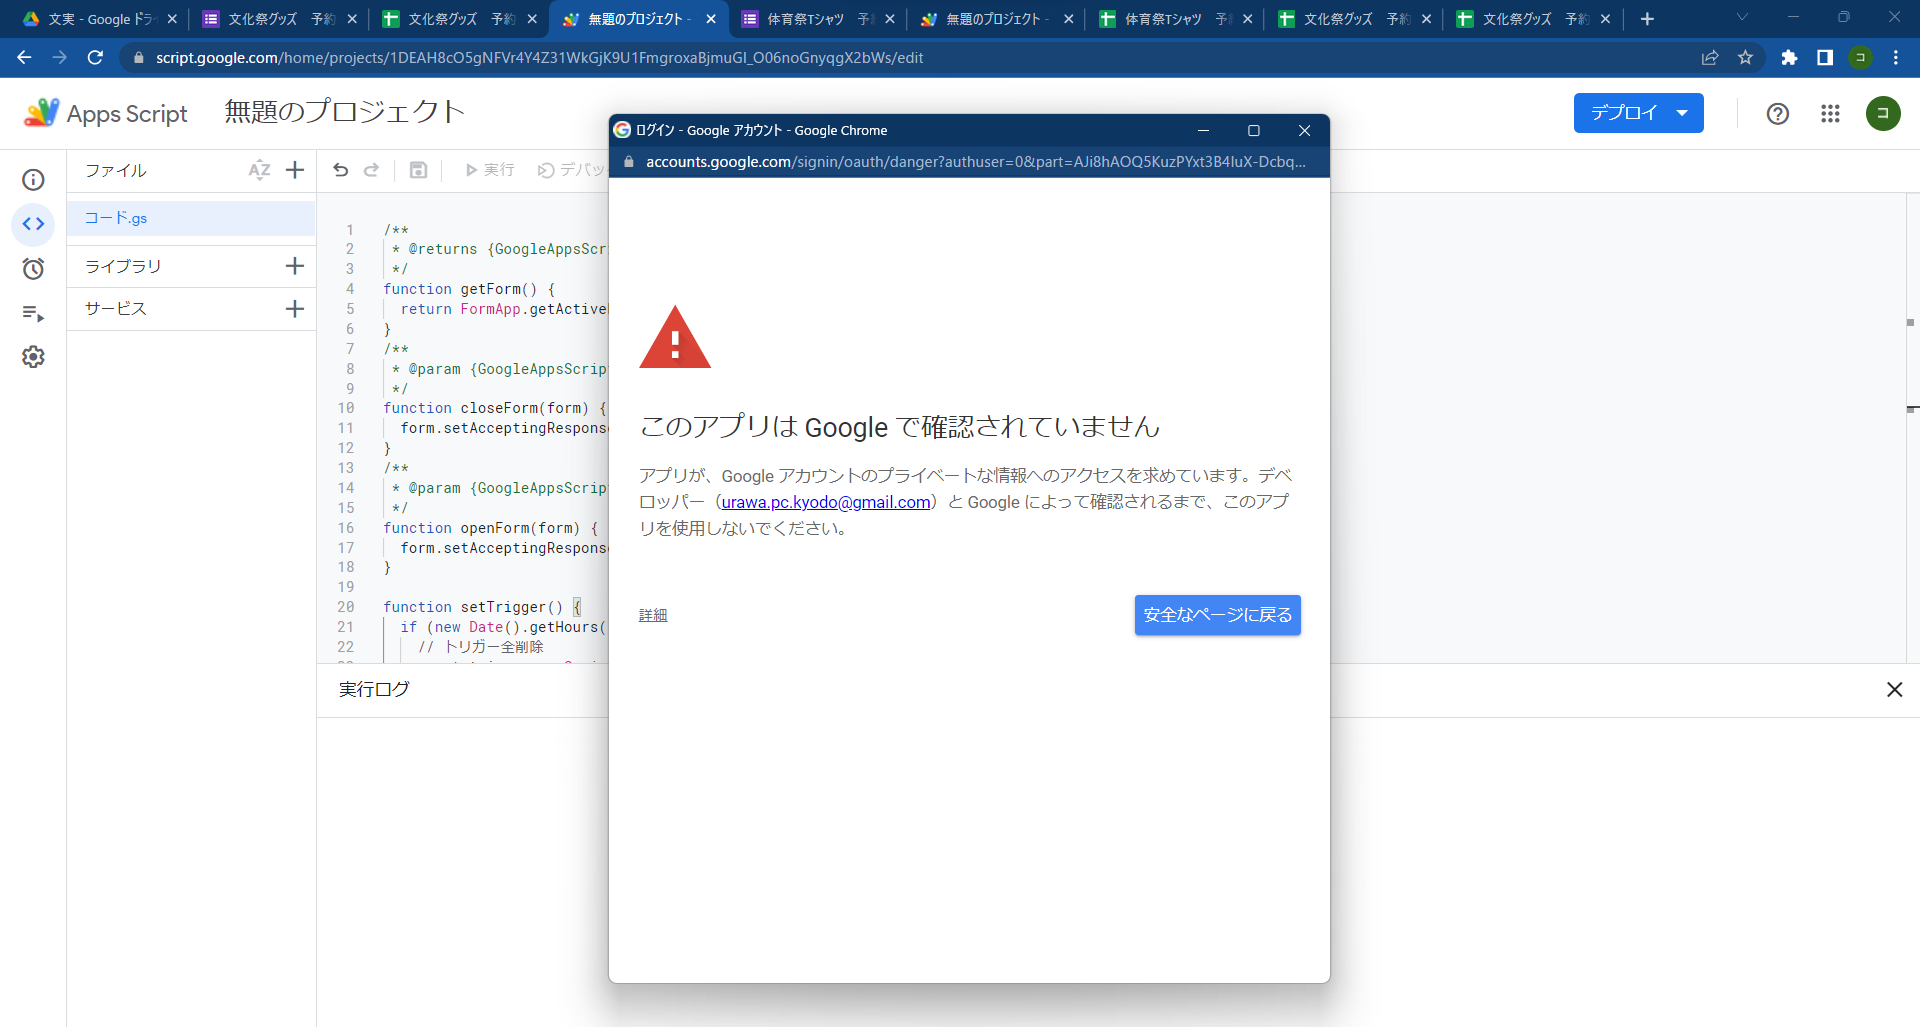 文実 - Google ドラ
文化祭グッズ 予約
文化祭グッズ 予約
無題のプロジェクト -
体育祭Tシャツ 予
無題のプロジェクト -
体育祭Tシャツ 予
文化祭グッズ 予約
文化祭グッズ 予約
script.google.com/home/projects/1DEAH8cO5gNFVr4Y4Z31WkGjK9U1FmgroxaBjmuGI_O06noGnyqgX2bWs/edit
コ
Apps Script
無題のプロジェクト
デプロイ
コ
ファイル
AZ
実行
デバッ
コード.gs
ライブラリ
サービス
1 /**
2 * @returns {GoogleAppsScr
3 */
4 function getForm() {
5 return FormApp.getActive
6 }
7 /**
8 * @param {GoogleAppsScrip
9 */
10 function closeForm(form) {
11 form.setAcceptingRespons
12 }
13 /**
14 * @param {GoogleAppsScrip
15 */
16 function openForm(form) {
17 form.setAcceptingRespons
18 }
19
20 function setTrigger() {
21 if (new Date().getHours(
22 // トリガー全削除
実行ログ
ログイン - Google アカウント - Google Chrome
accounts.google.com/signin/oauth/danger?authuser=0&part=AJi8hAOQ5KuzPYxt3B4luX-Dcbq...
このアプリは Google で確認されていません
アプリが、Google アカウントのプライベートな情報へのアクセスを求めています。デベ
ロッパー（urawa.pc.kyodo@gmail.com）と Google によって確認されるまで、このアプ
リを使用しないでください。
詳細
安全なページに戻る